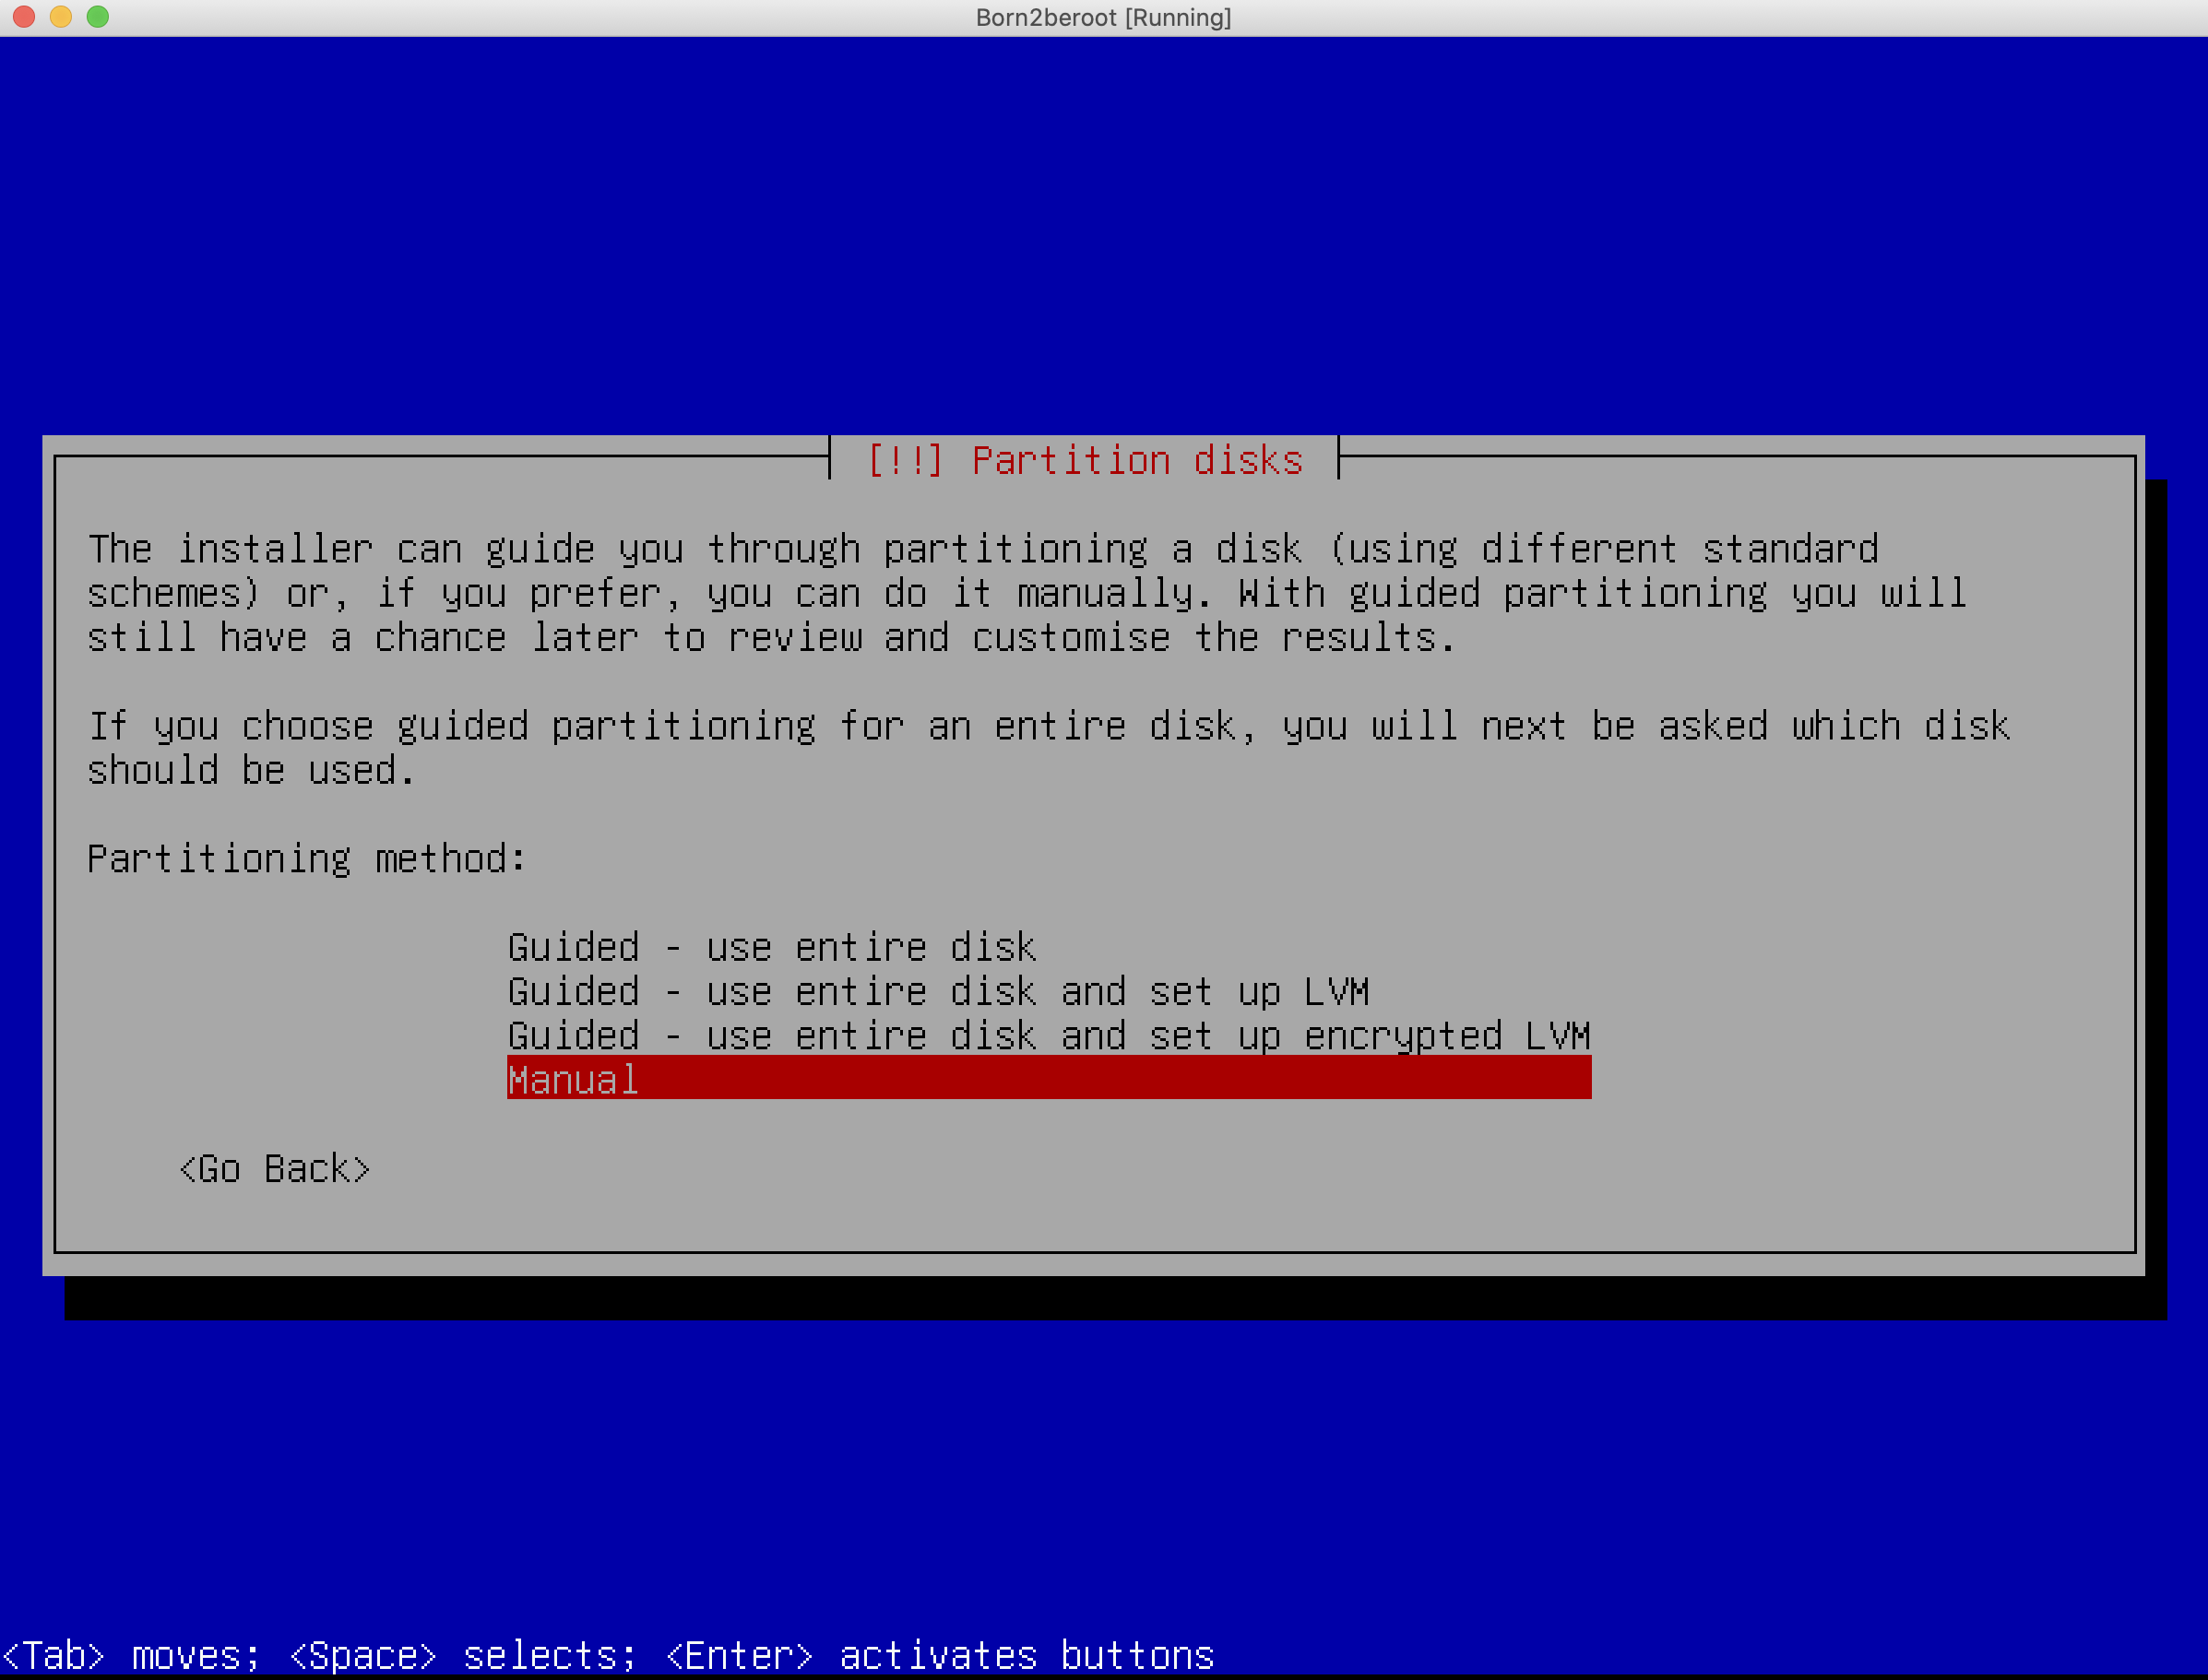 Born2beroot [Running]
[!!] Partition disks
The installer can guide you through partitioning a disk (using different standard
schemes) or, if you prefer, you can do it manually. With guided partitioning you will
still have a chance later to review and customise the results.
If you choose guided partitioning for an entire disk, you will next be asked which disk
should be used.
Partitioning method:
Guided - use entire disk
Guided - use entire disk and set up LVM
Guided - use entire disk and set up encrypted LVM
Manual
<Go Back>
<Tab> moves; <Space> selects; <Enter> activates buttons